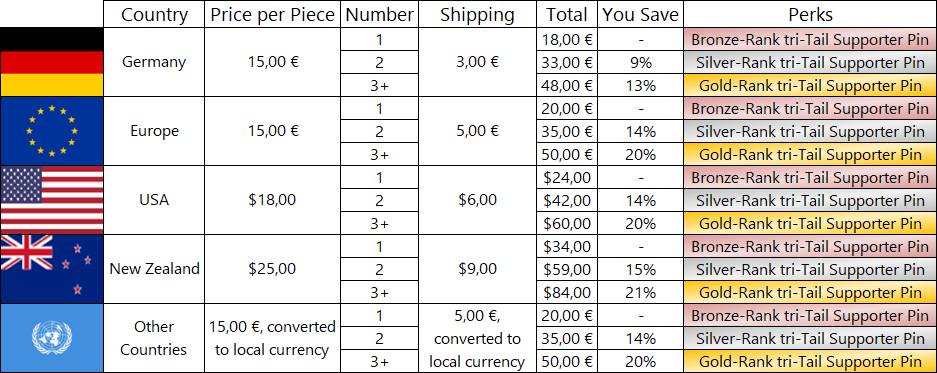 Country Price per Piece Number Shipping Total You Save Perks
Germany 15,00 € 3,00 €
1 18,00 € - Bronze-Rank tri-Tail Supporter Pin
2 33,00 € 9% Silver-Rank tri-Tail Supporter Pin
3+ 48,00 € 13% Gold-Rank tri-Tail Supporter Pin
Europe 15,00 € 5,00 €
1 20,00 € - Bronze-Rank tri-Tail Supporter Pin
2 35,00 € 14% Silver-Rank tri-Tail Supporter Pin
3+ 50,00 € 20% Gold-Rank tri-Tail Supporter Pin
USA $18,00 $6,00
1 $24,00 - Bronze-Rank tri-Tail Supporter Pin
2 $42,00 14% Silver-Rank tri-Tail Supporter Pin
3+ $60,00 20% Gold-Rank tri-Tail Supporter Pin
New Zealand $25,00 $9,00
1 $34,00 - Bronze-Rank tri-Tail Supporter Pin
2 $59,00 15% Silver-Rank tri-Tail Supporter Pin
3+ $84,00 21% Gold-Rank tri-Tail Supporter Pin
Other
Countries
15,00 €, converted
to local currency
5,00 €,
converted to
local currency
1 20,00 € - Bronze-Rank tri-Tail Supporter Pin
2 35,00 € 14% Silver-Rank tri-Tail Supporter Pin
3+ 50,00 € 20% Gold-Rank tri-Tail Supporter Pin